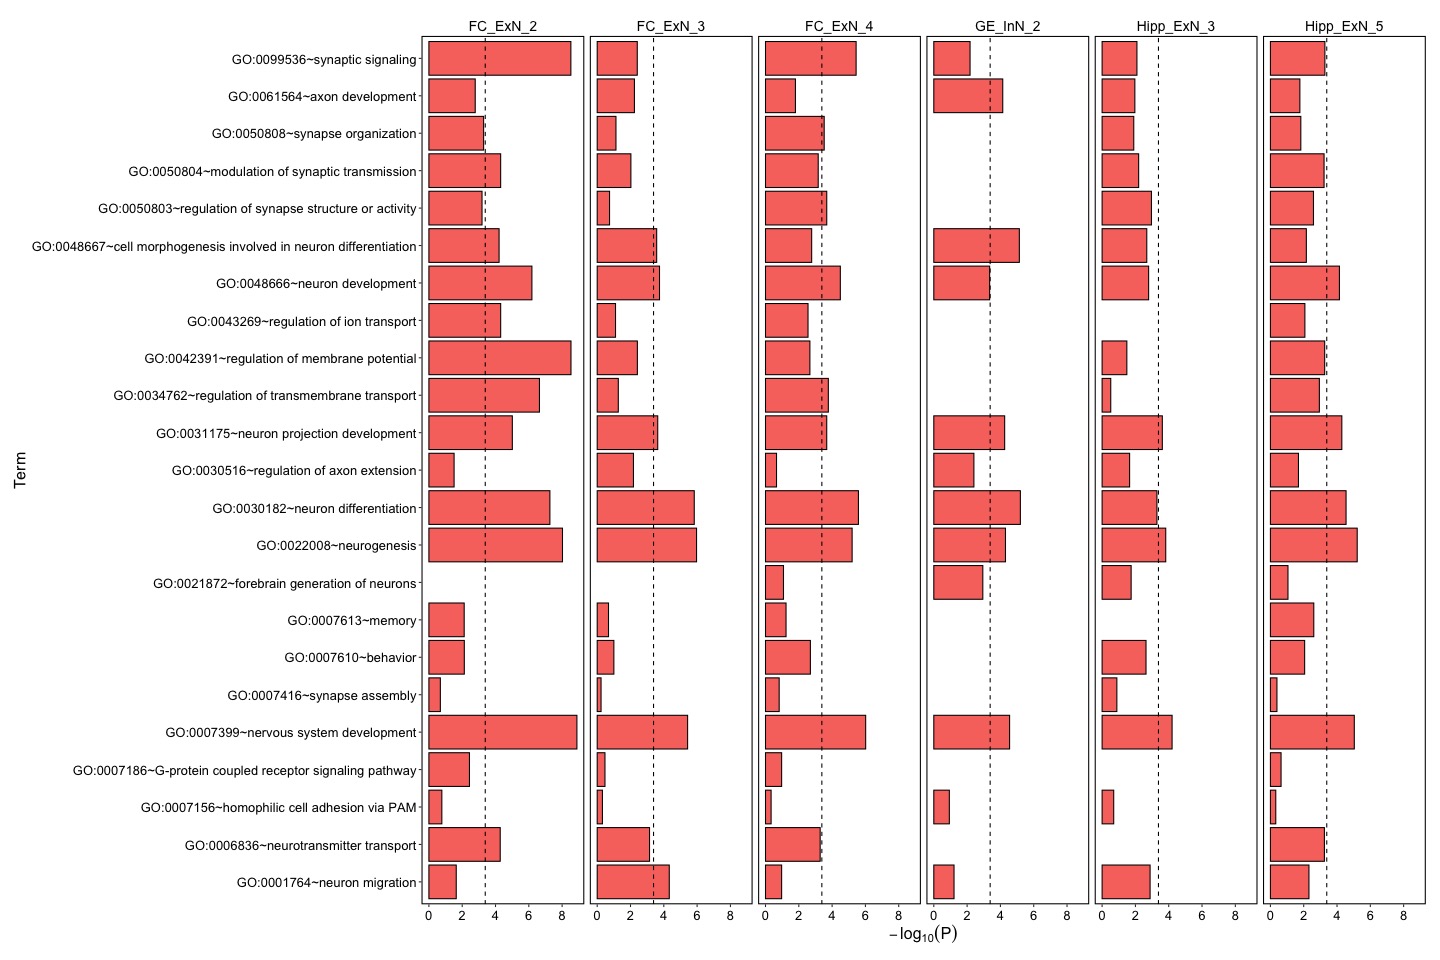 FC_ExN_2 FC_ExN_3 FC_ExN_4 GE_InN_2 Hipp_ExN_3 Hipp_ExN_5
GO:0099536~synaptic signaling
GO:0061564~axon development
GO:0050808~synapse organization
GO:0050804~modulation of synaptic transmission
GO:0050803~regulation of synapse structure or activity
GO:0048667~cell morphogenesis involved in neuron differentiation
GO:0048666~neuron development
GO:0043269~regulation of ion transport
GO:0042391~regulation of membrane potential
GO:0034762~regulation of transmembrane transport
GO:0031175~neuron projection development
Term
GO:0030516~regulation of axon extension
GO:0030182~neuron differentiation
GO:0022008~neurogenesis
GO:0021872~forebrain generation of neurons
GO:0007613~memory
GO:0007610~behavior
GO:0007416~synapse assembly
GO:0007399~nervous system development
GO:0007186~G-protein coupled receptor signaling pathway
GO:0007156~homophilic cell adhesion via PAM
GO:0006836~neurotransmitter transport
GO:0001764~neuron migration
0 2 4 6 8 0 2 4 6 8 0 2 4 6 8 0 2 4 6 8 0 2 4 6 8 0 2 4 6 8
−log₁₀(P)